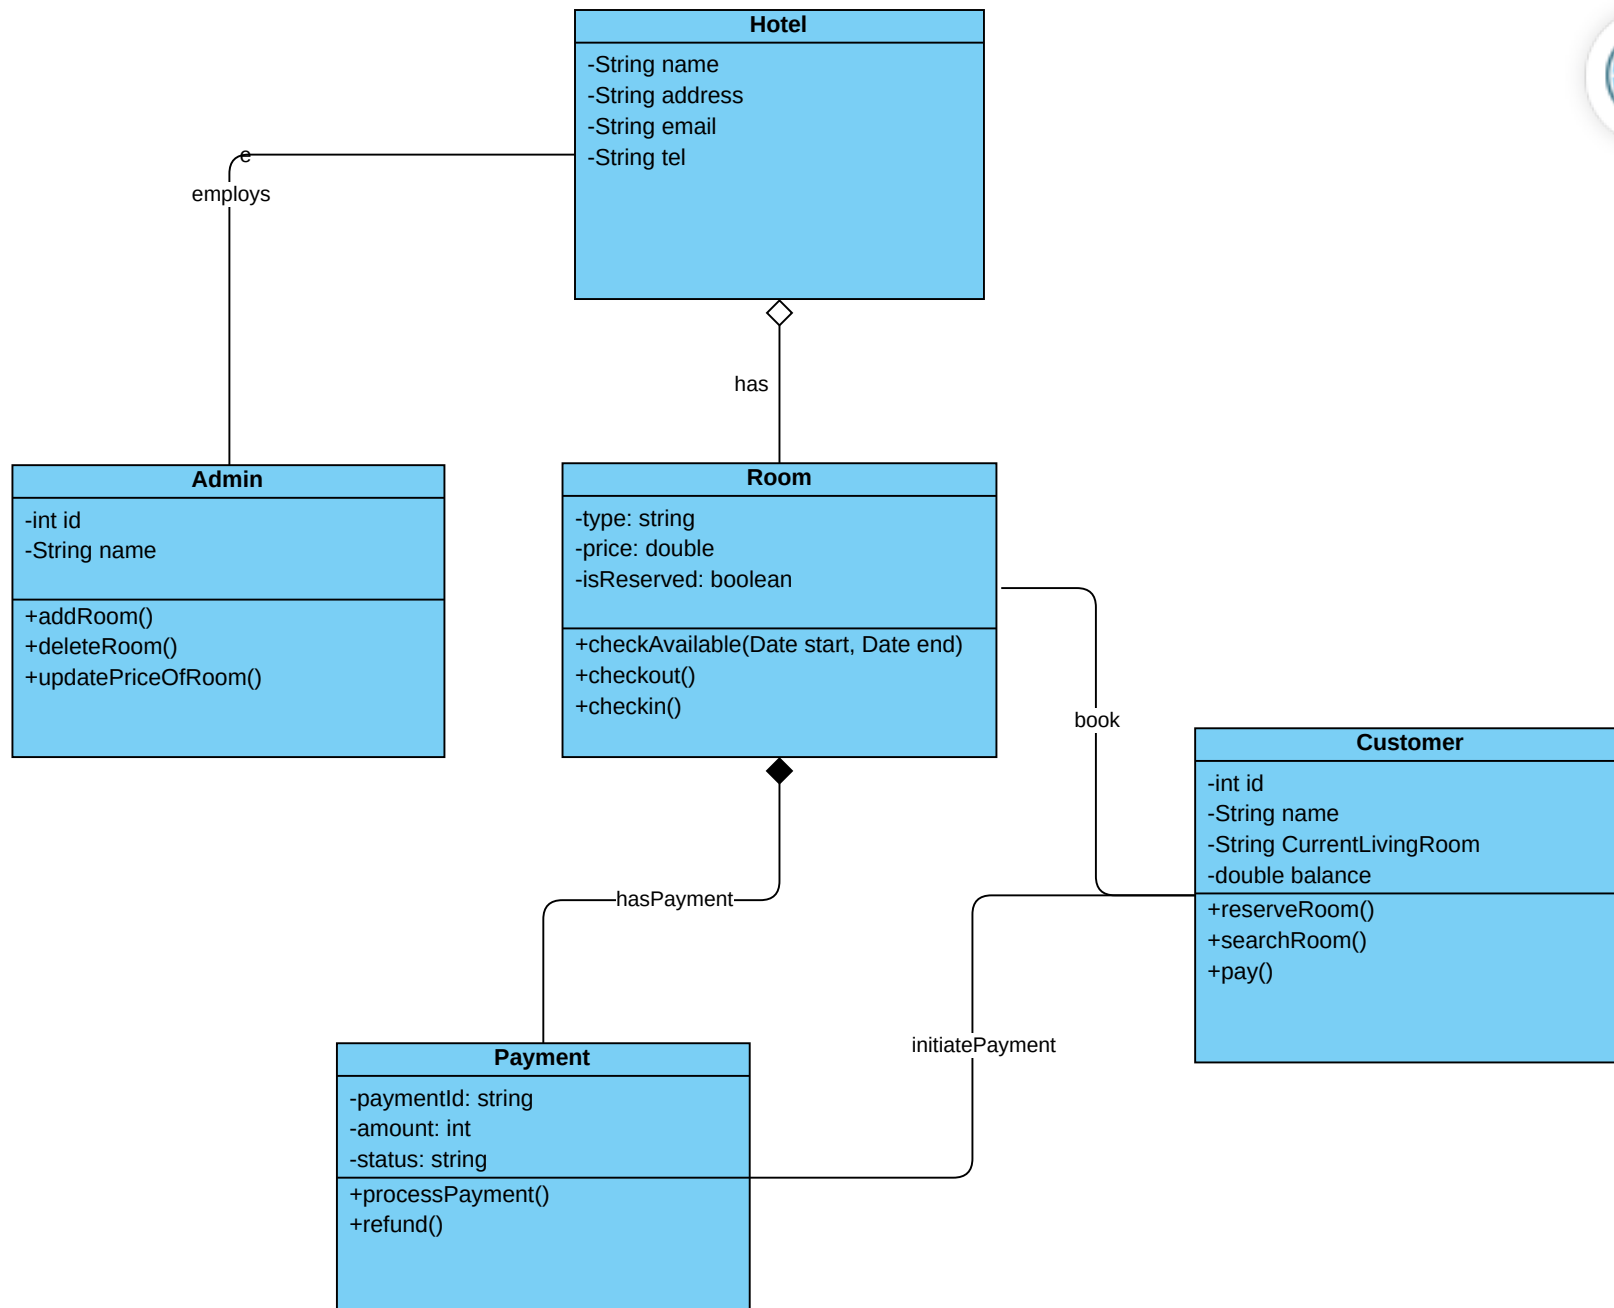 Hotel
-String name
-String address
-String email
-String tel
e
employs
has
Admin
-int id
-String name
+addRoom()
+deleteRoom()
+updatePriceOfRoom()
Room
-type: string
-price: double
-isReserved: boolean
+checkAvailable(Date start, Date end)
+checkout()
+checkin()
book
Customer
-int id
-String name
-String CurrentLivingRoom
-double balance
+reserveRoom()
+searchRoom()
+pay()
hasPayment
initiatePayment
Payment
-paymentId: string
-amount: int
-status: string
+processPayment()
+refund()